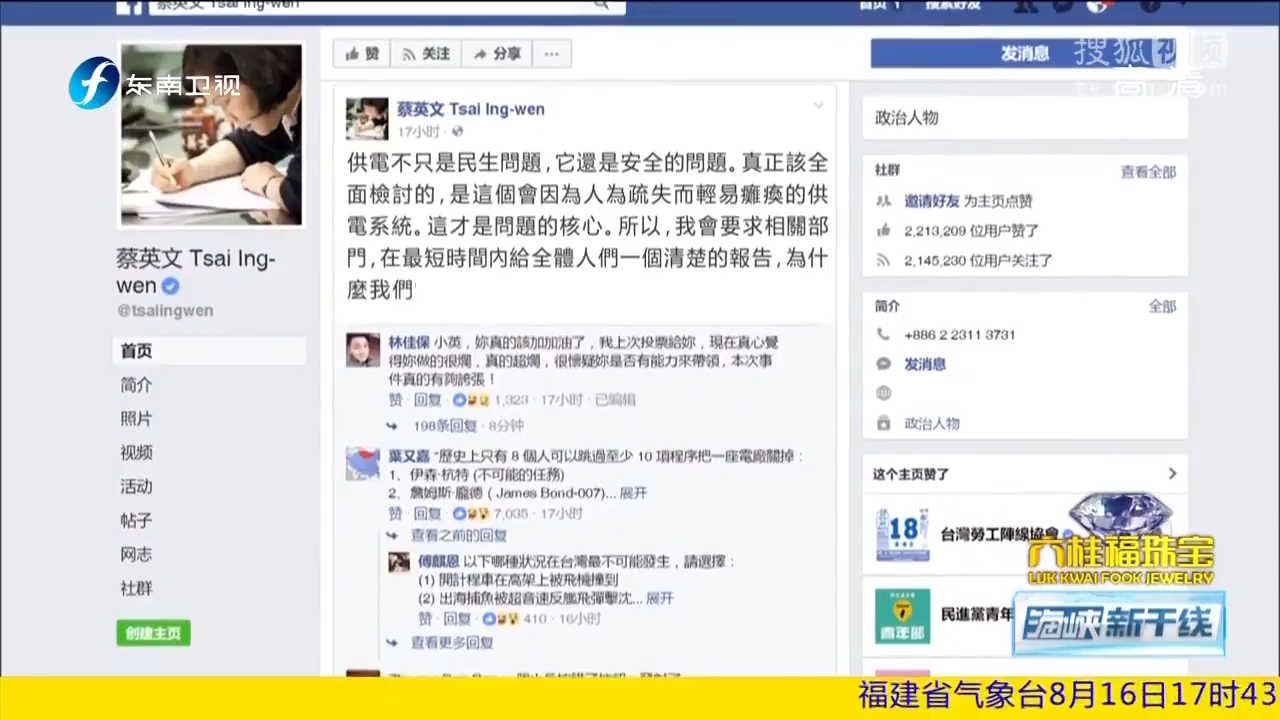 蔡英文 Tsai Ing-wen
首页
搜索好友
东南卫视
赞
关注
分享
发消息
搜狐视频
高清
蔡英文 Tsai Ing-wen
17小时
供電不只是民生問題,它還是安全的問題。真正該全
面檢討的,是這個會因為人為疏失而輕易癱瘓的供
電系統。這才是問題的核心。所以,我會要求相關部
門,在最短時間內給全體人們一個清楚的報告,為什
麼我們
蔡英文 Tsai Ing-
wen
@tsaiingwen
首页
简介
照片
视频
活动
帖子
网志
社群
创建主页
林佳保 小英，妳真的該加加油了，我上次投票給妳，現在真心覺
得妳做的很爛，真的超爛，很懷疑妳是否有能力來帶領，本次事
件真的有夠誇張！
赞 · 回复 · 1,323 · 17小时 · 已编辑
198条回复 · 8分钟
葉又嘉 "歷史上只有 8 個人可以跳過至少 10 項程序把一座電廠關掉：
1、伊森·杭特 (不可能的任務)
2、詹姆斯·龐德 ( James Bond-007)... 展开
赞 · 回复 · 7,035 · 17小时
查看之前的回复
傅麒恩 以下哪種狀況在台灣最不可能發生，請選擇：
(1) 開計程車在高架上被飛機撞到
(2) 出海捕魚被超音速反艦飛彈擊沈... 展开
赞 · 回复 · 410 · 16小时
查看更多回复
政治人物
社群
查看全部
邀请好友 为主页点赞
2,213,209 位用户赞了
2,145,230 位用户关注了
简介
全部
+886 2 2311 3731
发消息
政治人物
这个主页赞了
18
台灣勞工陣線協會
青年部
民進黨青年
六桂福珠宝
LUK KWAI FOOK JEWELRY
海峡新干线
福建省气象台8月16日17时43